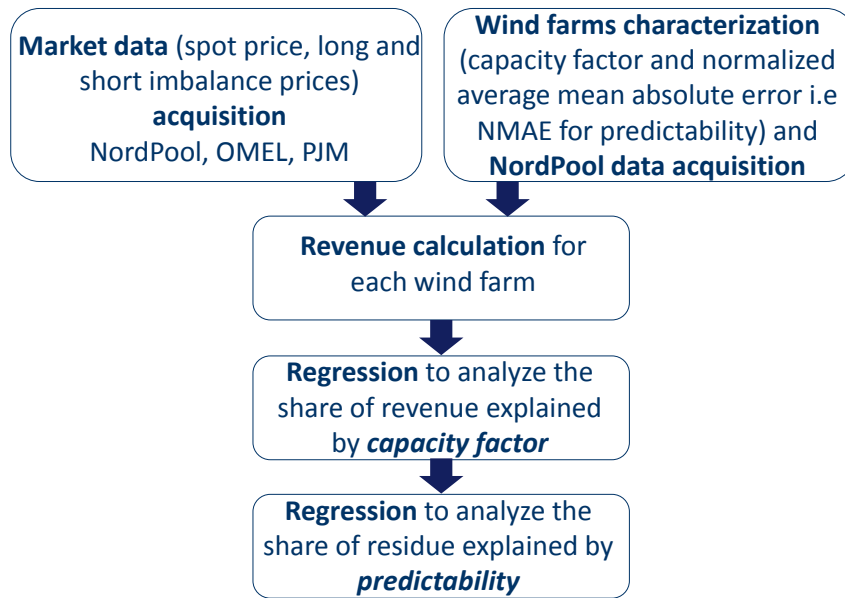 Market data (spot price, long and
short imbalance prices)
acquisition
NordPool, OMEL, PJM
Wind farms characterization
(capacity factor and normalized
average mean absolute error i.e
NMAE for predictability) and
NordPool data acquisition
Revenue calculation for
each wind farm
Regression to analyze the
share of revenue explained
by capacity factor
Regression to analyze the
share of residue explained by
predictability